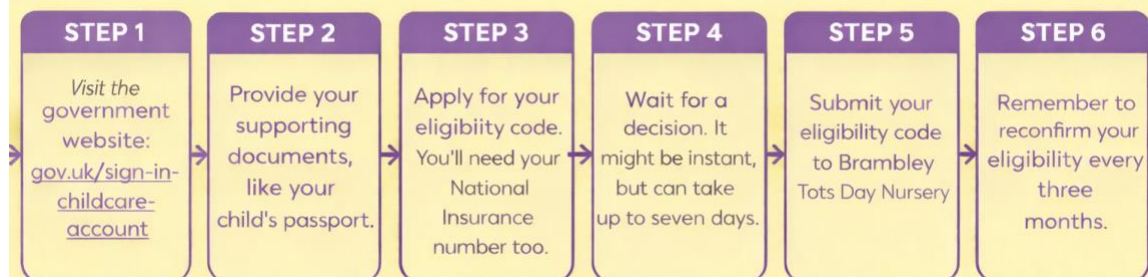 STEP 1
Visit the
government
website:
gov.uk/sign-in-
childcare-
account
STEP 2
Provide your
supporting
documents,
like your
child's passport.
STEP 3
Apply for your
eligibiity code.
You'll need your
National
Insurance
number too.
STEP 4
Wait for a
decision. It
might be instant,
but can take
up to seven days.
STEP 5
Submit your
eligibility code
to Brambley
Tots Day Nursery
STEP 6
Remember to
reconfirm your
eligibility every
three
months.